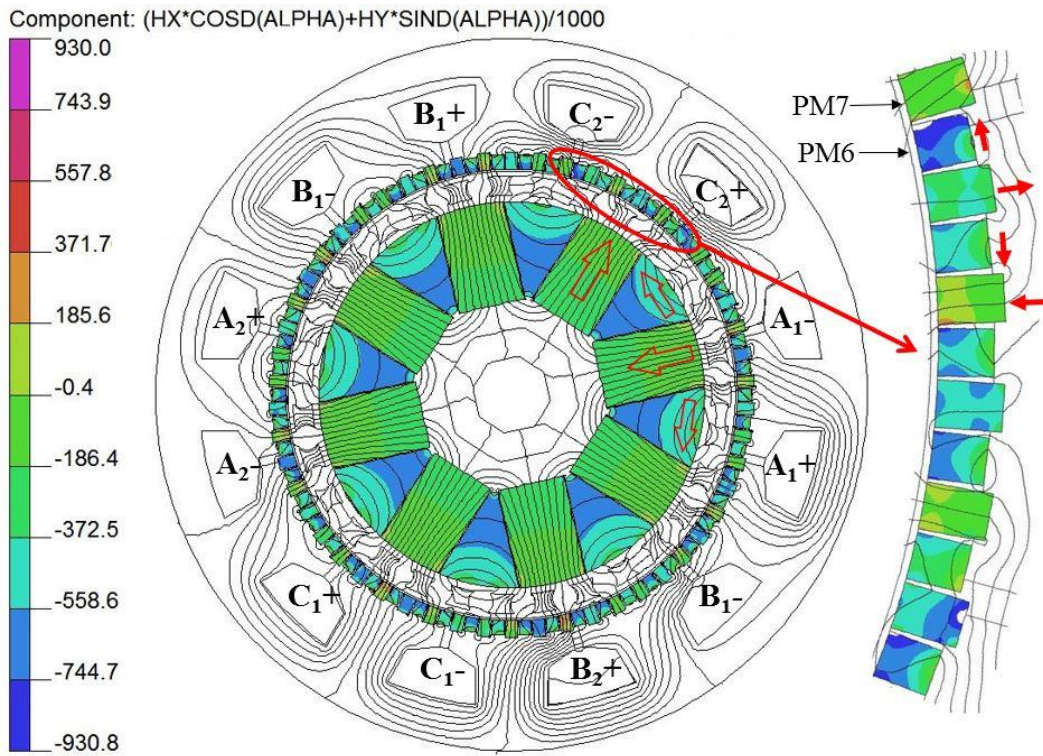 Component: (HX*COSD(ALPHA)+HY*SIND(ALPHA))/1000
930.0
743.9
557.8
371.7
185.6
-0.4
-186.4
-372.5
-558.6
-744.7
-930.8
B1+
C2-
B1-
C2+
A2+
A1-
A2-
A1+
C1+
B1-
C1-
B2+
PM7
PM6